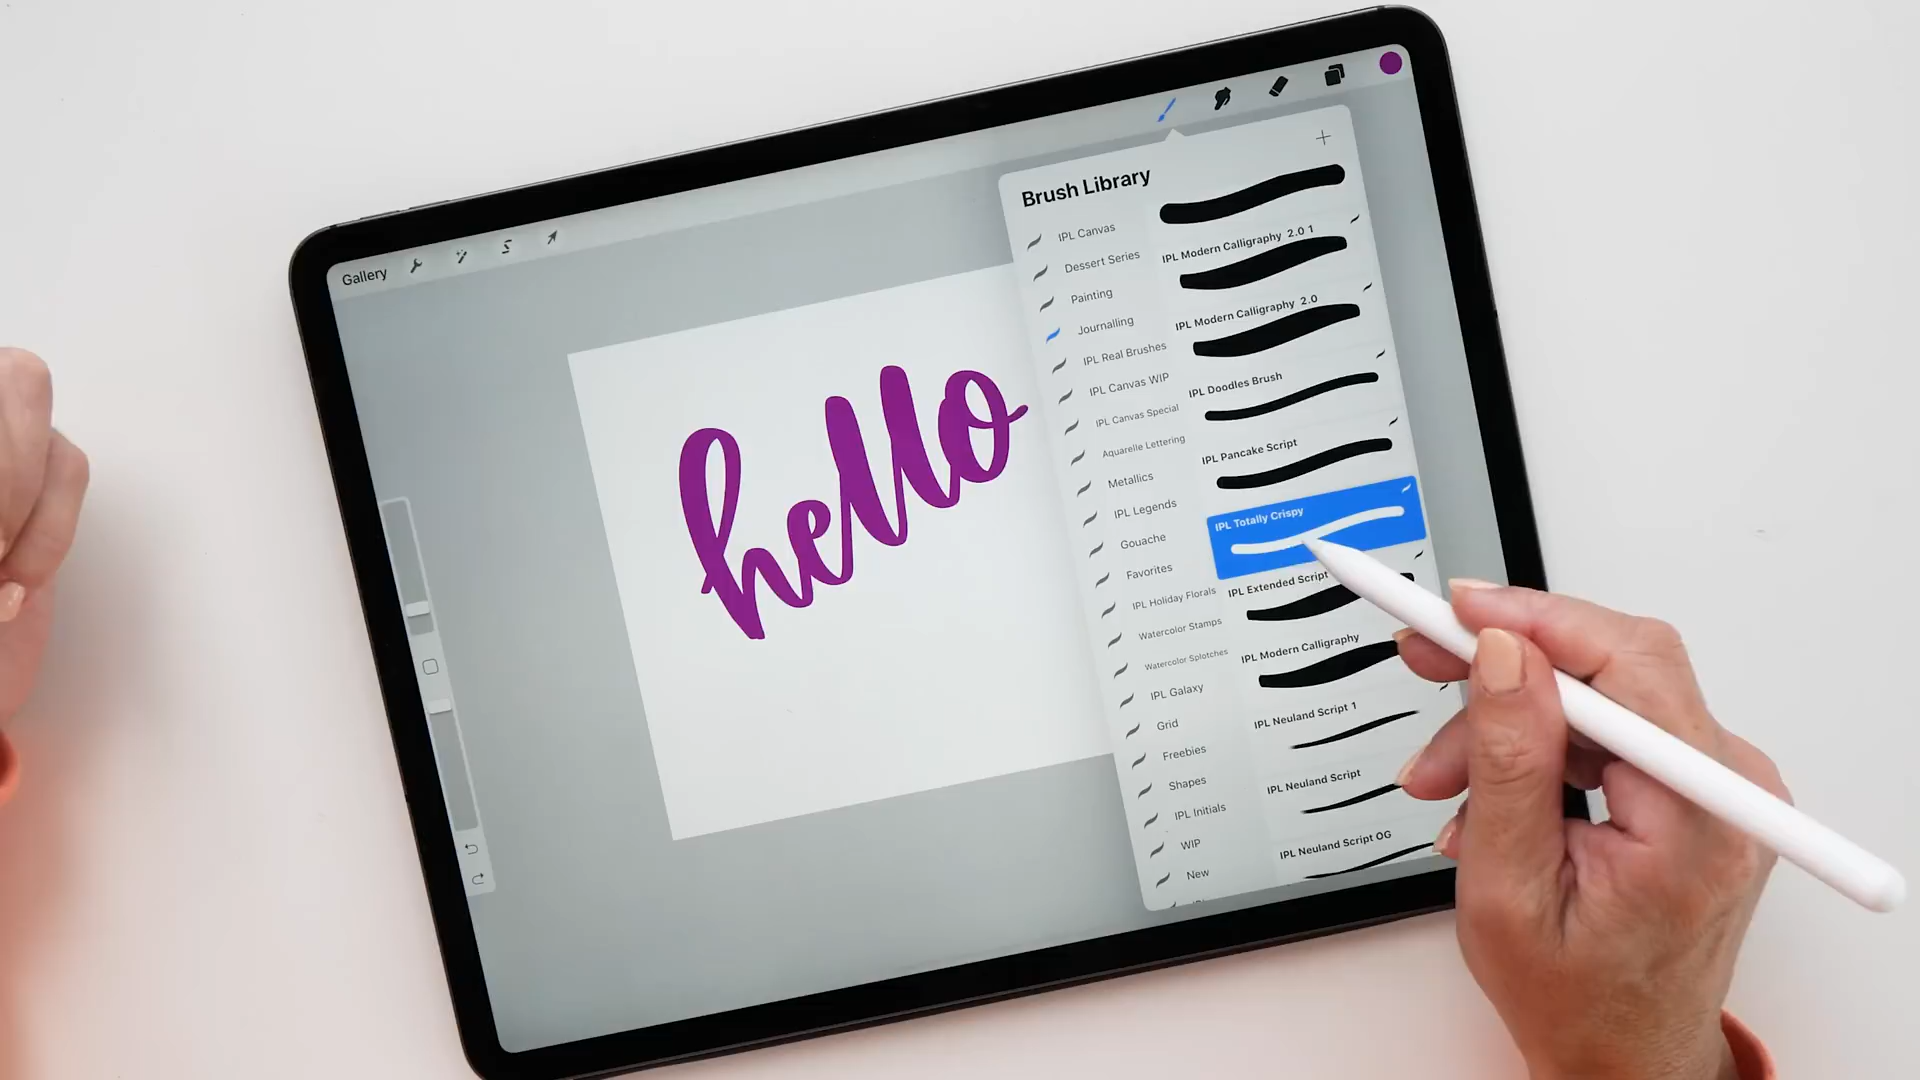 Gallery
hello
Brush Library
IPL Canvas
Dessert Series
Painting
Journalling
IPL Real Brushes
IPL Canvas WIP
IPL Canvas Special
Aquarelle Lettering
Metallics
IPL Legends
Gouache
Favorites
IPL Holiday Florals
Watercolor Stamps
Watercolor Splotches
IPL Galaxy
Grid
Freebies
Shapes
IPL Initials
WIP
New
IPL Modern Calligraphy 2.0 1
IPL Modern Calligraphy 2.0
IPL Doodles Brush
IPL Pancake Script
IPL Totally Crispy
IPL Extended Script
IPL Modern Calligraphy
IPL Neuland Script 1
IPL Neuland Script
IPL Neuland Script OG